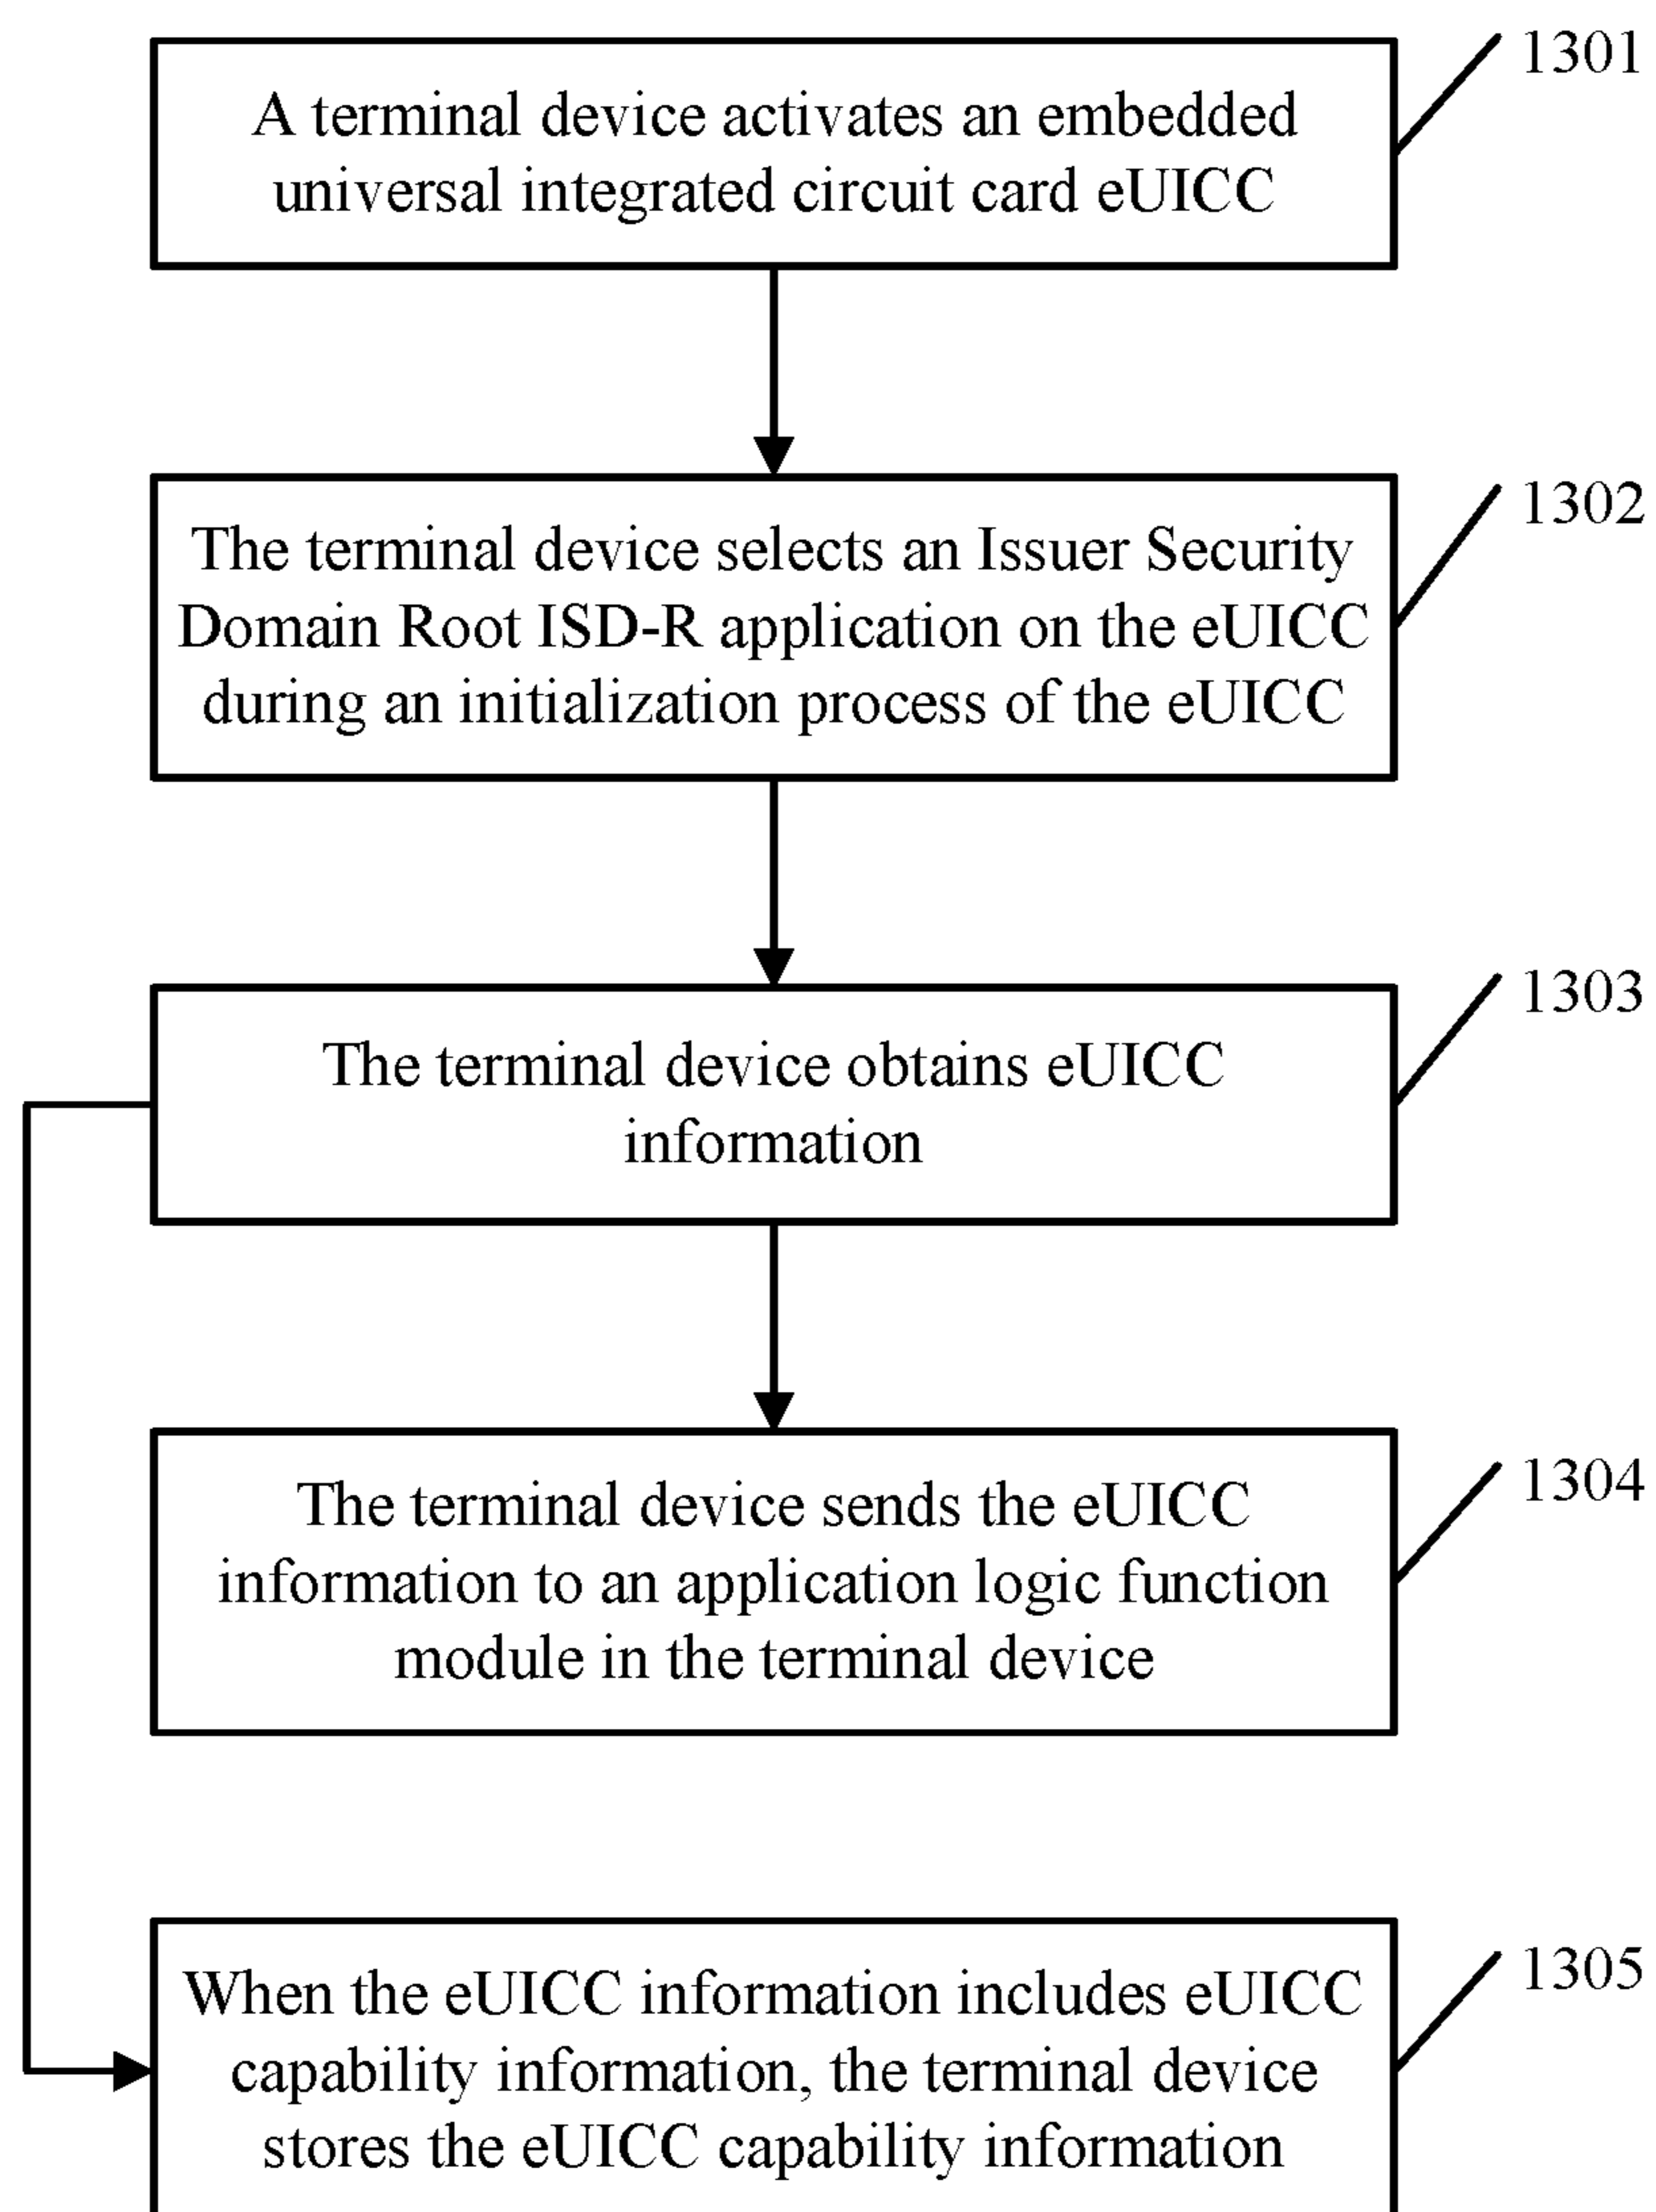 1301
A terminal device activates an embedded
universal integrated circuit card eUICC
1302
The terminal device selects an Issuer Security
Domain Root ISD-R application on the eUICC
during an initialization process of the eUICC
1303
The terminal device obtains eUICC
information
1304
The terminal device sends the eUICC
information to an application logic function
module in the terminal device
1305
When the eUICC information includes eUICC
capability information, the terminal device
stores the eUICC capability information